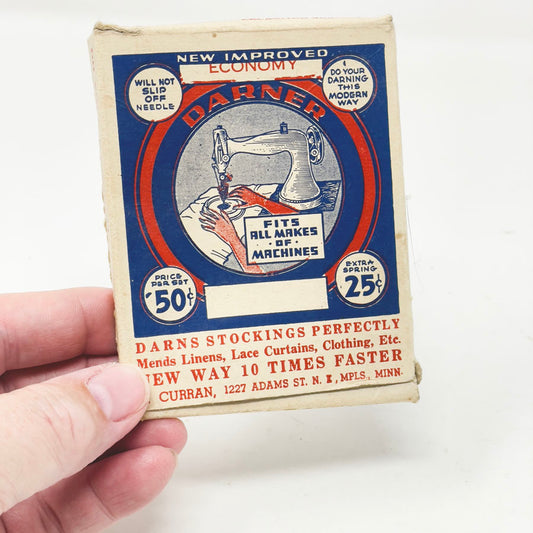 NEW IMPROVED
ECONOMY
DARNER
WILL NOT
SLIP
OFF
NEEDLE
DO YOUR
DARNING
THIS
MODERN
WAY
FITS
ALL MAKES
-OF-
MACHINES
PRICE
PER SET
50¢
EXTRA
SPRING
25¢
DARNS STOCKINGS PERFECTLY
Mends Linens, Lace Curtains, Clothing, Etc.
NEW WAY 10 TIMES FASTER
CURRAN, 1227 ADAMS ST. N. E., MPLS., MINN.